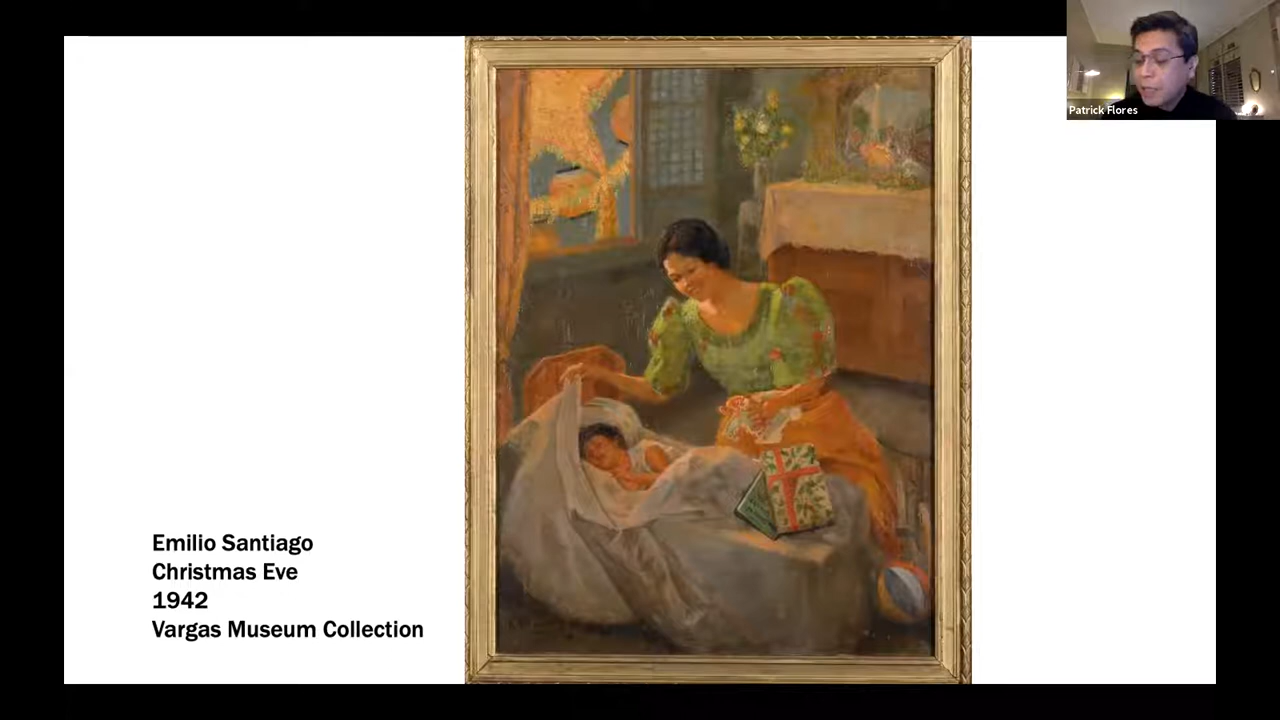 Patrick Flores
Emilio Santiago
Christmas Eve
1942
Vargas Museum Collection